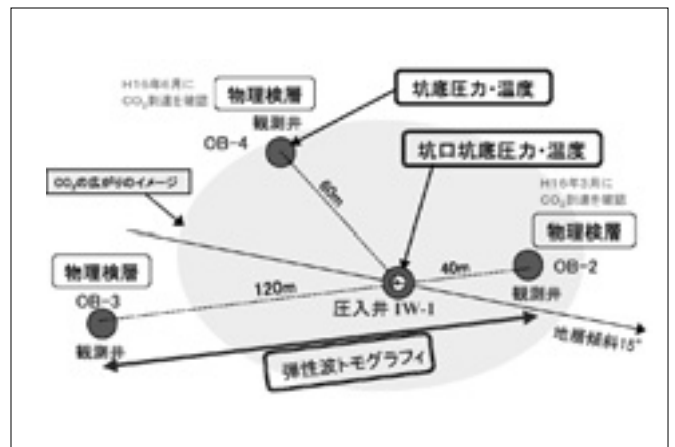 H16年6月に
CO₂到達を確認
物理検層
観測井
OB-4
坑底圧力・温度
坑口坑底圧力・温度
CO₂の広がりのイメージ
60m
H16年3月に
CO₂到達を確認
物理検層
40m
OB-2
観測井
物理検層
OB-3
観測井
120m
圧入井 IW-1
地層傾斜15°
弾性波トモグラフィ